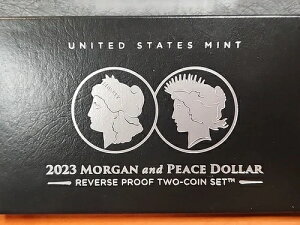 UNITED STATES MINT
2023 MORGAN and PEACE DOLLAR
REVERSE PROOF TWO-COIN SET™